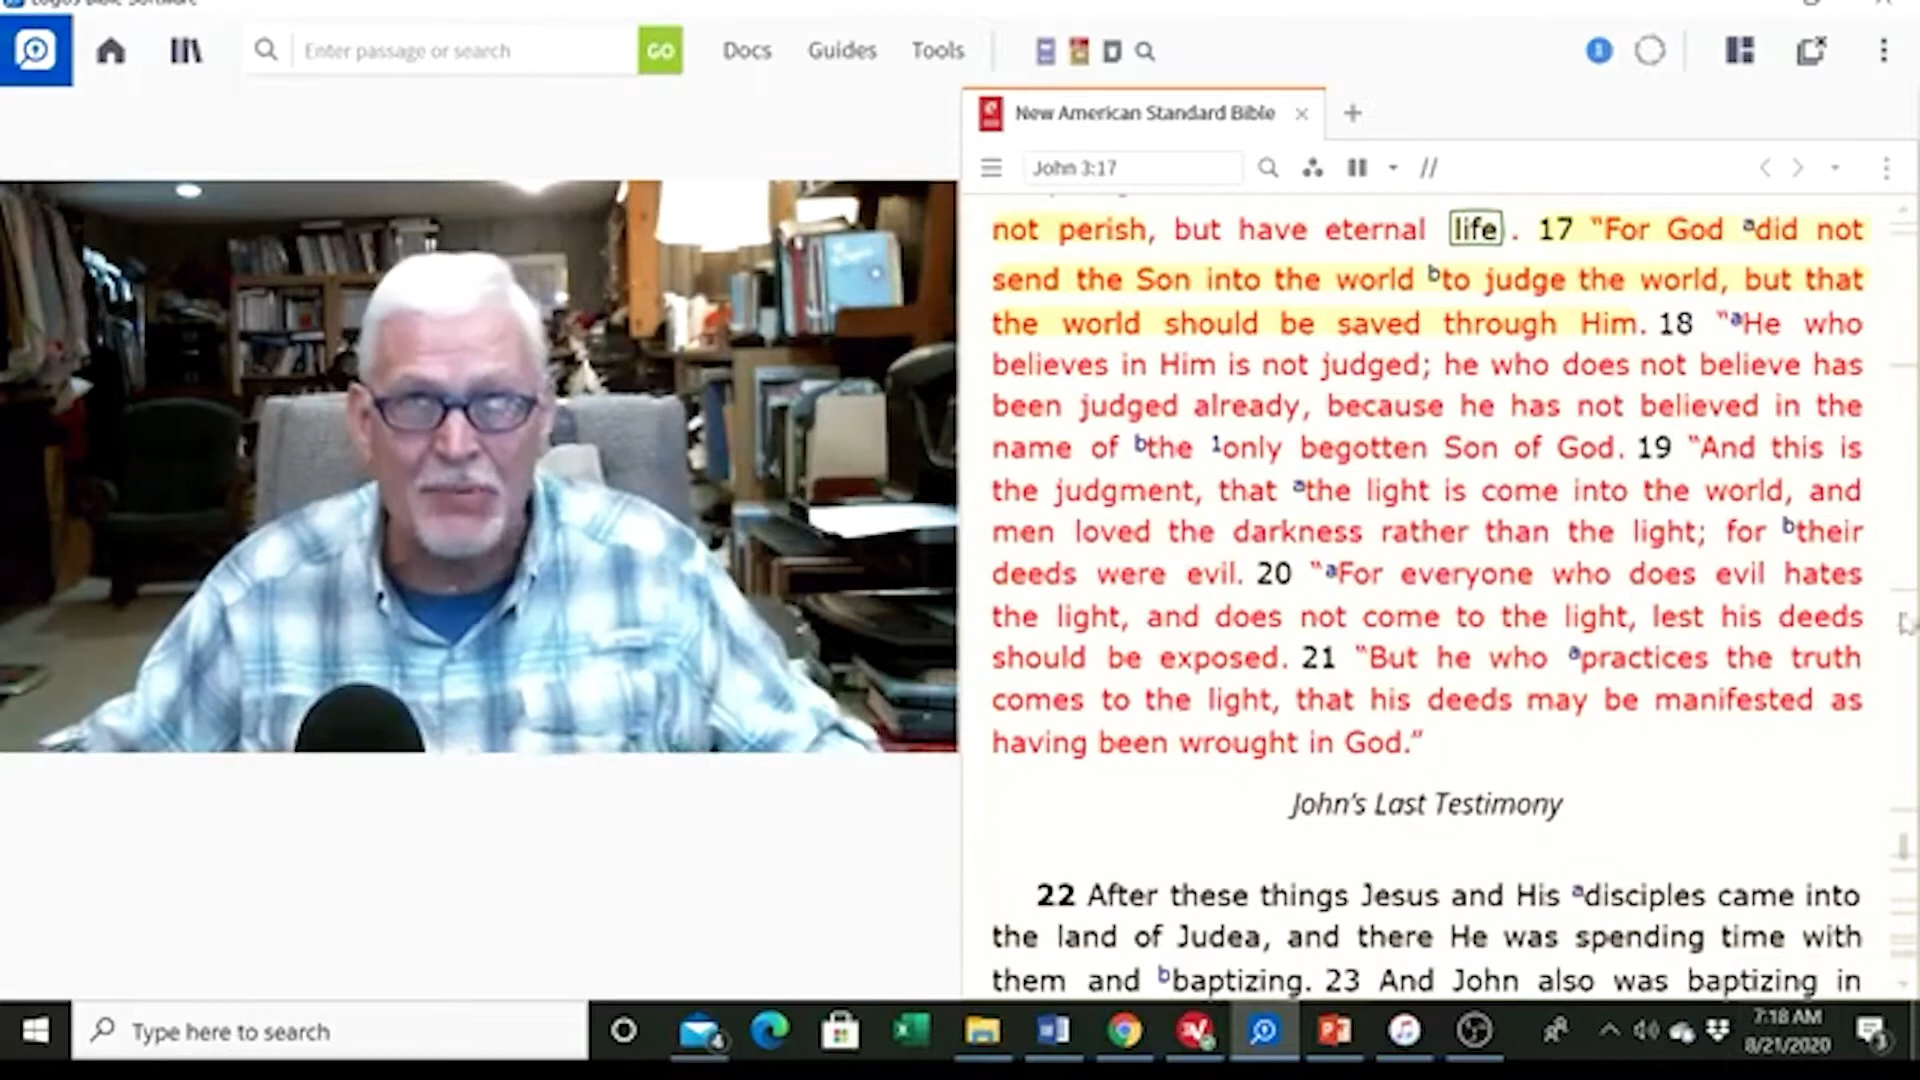 Logos Bible Software
Enter passage or search
GO
Docs
Guides
Tools
New American Standard Bible
John 3:17
not perish, but have eternal life . 17 “For God ᵃdid not
send the Son into the world ᵇto judge the world, but that
the world should be saved through Him. 18 “ᵃHe who
believes in Him is not judged; he who does not believe has
been judged already, because he has not believed in the
name of ᵇthe ¹only begotten Son of God. 19 “And this is
the judgment, that ᵃthe light is come into the world, and
men loved the darkness rather than the light; for ᵇtheir
deeds were evil. 20 “ᵃFor everyone who does evil hates
the light, and does not come to the light, lest his deeds
should be exposed. 21 “But he who ᵃpractices the truth
comes to the light, that his deeds may be manifested as
having been wrought in God.”
John’s Last Testimony
22 After these things Jesus and His ᵃdisciples came into
the land of Judea, and there He was spending time with
them and ᵇbaptizing. 23 And John also was baptizing in
Type here to search
4
7:18 AM
8/21/2020
3